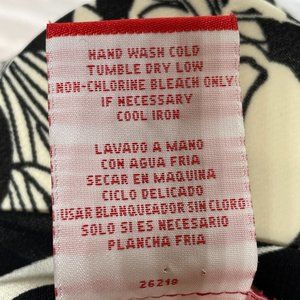 HAND WASH COLD
TUMBLE DRY LOW
NON-CHLORINE BLEACH ONLY
IF NECESSARY
COOL IRON
LAVADO A MANO
CON AGUA FRIA
SECAR EN MAQUINA
CICLO DELICADO
USAR BLANQUEADOR SIN CLORO
SOLO SI ES NECESARIO
PLANCHA FRIA
26219